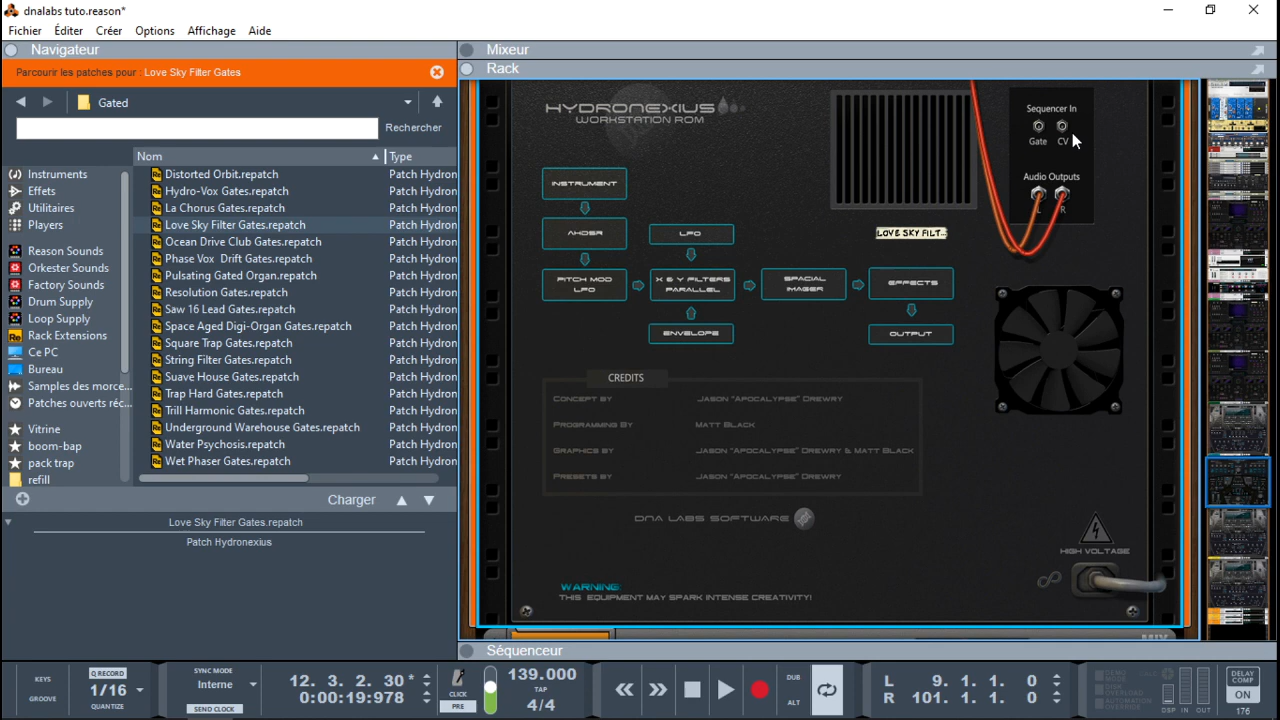 dnalabs tuto.reason*
Fichier Éditer Créer Options Affichage Aide
Navigateur
Parcourir les patches pour : Love Sky Filter Gates
Gated
Rechercher
Nom Type
Instruments
Effets
Utilitaires
Players
Reason Sounds
Orkester Sounds
Factory Sounds
Drum Supply
Loop Supply
Rack Extensions
Ce PC
Bureau
Samples des morce...
Patches ouverts réc...
Vitrine
boom-bap
pack trap
refill
Distorted Orbit.repatch Patch Hydron
Hydro-Vox Gates.repatch Patch Hydron
La Chorus Gates.repatch Patch Hydron
Love Sky Filter Gates.repatch Patch Hydron
Ocean Drive Club Gates.repatch Patch Hydron
Phase Vox Drift Gates.repatch Patch Hydron
Pulsating Gated Organ.repatch Patch Hydron
Resolution Gates.repatch Patch Hydron
Saw 16 Lead Gates.repatch Patch Hydron
Space Aged Digi-Organ Gates.repatch Patch Hydron
Square Trap Gates.repatch Patch Hydron
String Filter Gates.repatch Patch Hydron
Suave House Gates.repatch Patch Hydron
Trap Hard Gates.repatch Patch Hydron
Trill Harmonic Gates.repatch Patch Hydron
Underground Warehouse Gates.repatch Patch Hydron
Water Psychosis.repatch Patch Hydron
Wet Phaser Gates.repatch Patch Hydron
Charger
Love Sky Filter Gates.repatch
Patch Hydronexius
Mixeur
Rack
HYDRONEXIUS
WORKSTATION ROM
Sequencer In
Gate CV
Audio Outputs
L R
LOVE SKY FILT...
INSTRUMENT
AHDSR
LFO
PITCH MOD
LFO
X & Y FILTERS
PARALLEL
SPACIAL
IMAGER
EFFECTS
ENVELOPE
OUTPUT
CREDITS
CONCEPT BY JASON "APOCALYPSE" DREWRY
PROGRAMMING BY MATT BLACK
GRAPHICS BY JASON "APOCALYPSE" DREWRY & MATT BLACK
PRESETS BY JASON "APOCALYPSE" DREWRY
DNA LABS SOFTWARE
HIGH VOLTAGE
WARNING:
THIS EQUIPMENT MAY SPARK INTENSE CREATIVITY!
Séquenceur
KEYS
GROOVE
Q RECORD
1/16
QUANTIZE
SYNC MODE
Interne
SEND CLOCK
12. 3. 2. 30
0:00:19:975
CLICK
PRE
139.000
TAP
4/4
DUB
ALT
L 9. 1. 1. 0
R 101. 1. 1. 0
DEMO MODE
DISK OVERLOAD
AUTOMATION OVERRIDE
CALC
DSP IN OUT
DELAY COMP
ON
176